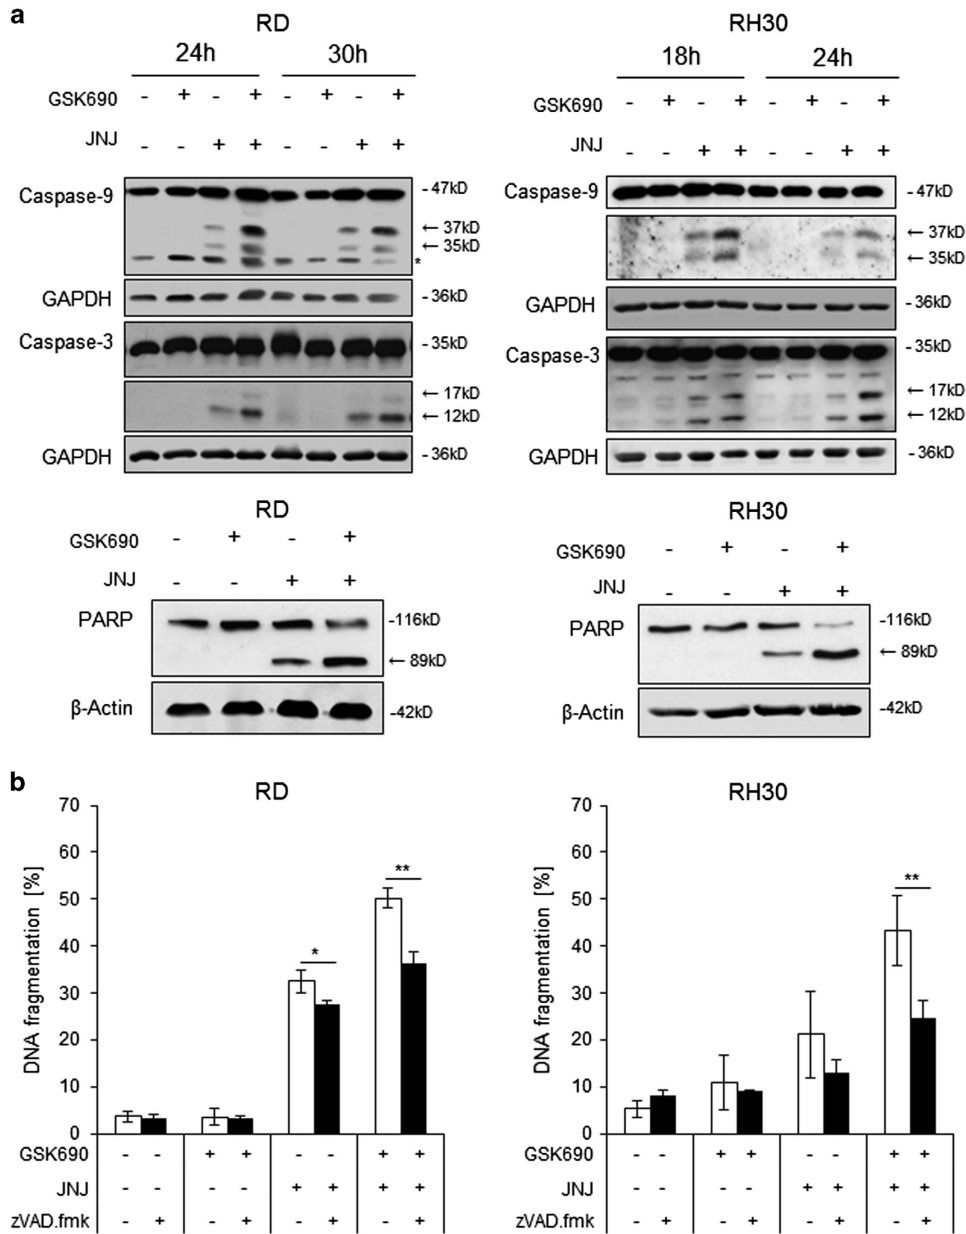 a
RD
24h 30h
GSK690 - + - + - + - +
JNJ - - + + - - + +
Caspase-9 - 47kD
← 37kD
← 35kD
*
GAPDH - 36kD
Caspase-3 - 35kD
← 17kD
← 12kD
GAPDH - 36kD
RH30
18h 24h
GSK690 - + - + - + - +
JNJ - - + + - - + +
Caspase-9 - 47kD
← 37kD
← 35kD
GAPDH - 36kD
Caspase-3 - 35kD
← 17kD
← 12kD
GAPDH - 36kD
RD
GSK690 - + - +
JNJ - - + +
PARP -116kD
← 89kD
β-Actin -42kD
RH30
GSK690 - + - +
JNJ - - + +
PARP -116kD
← 89kD
β-Actin -42kD
b
RD
DNA fragmentation [%]
70
60
50
40
30
20
10
0
* **
GSK690 - - + + - - + +
JNJ - - - - + + + +
zVAD.fmk - + - + - + - +
RH30
DNA fragmentation [%]
70
60
50
40
30
20
10
0
**
GSK690 - - + + - - + +
JNJ - - - - + + + +
zVAD.fmk - + - + - + - +